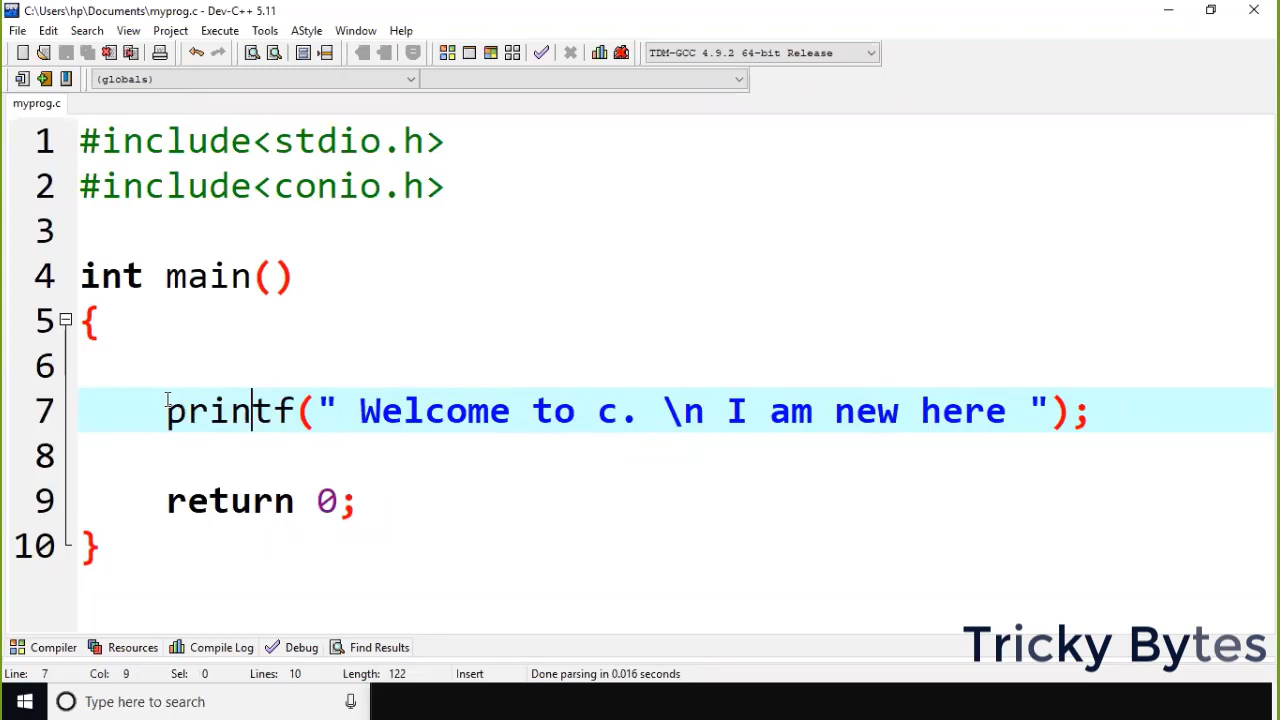 C:\Users\hp\Documents\myprog.c - Dev-C++ 5.11
File Edit Search View Project Execute Tools AStyle Window Help
TDM-GCC 4.9.2 64-bit Release
(globals)
myprog.c
1 #include<stdio.h>
2 #include<conio.h>
3
4 int main()
5 {
6
7 printf(" Welcome to c. \n I am new here ");
8
9 return 0;
10 }
Tricky Bytes
Compiler Resources Compile Log Debug Find Results
Line: 7 Col: 9 Sel: 0 Lines: 10 Length: 122 Insert Done parsing in 0.016 seconds
Type here to search